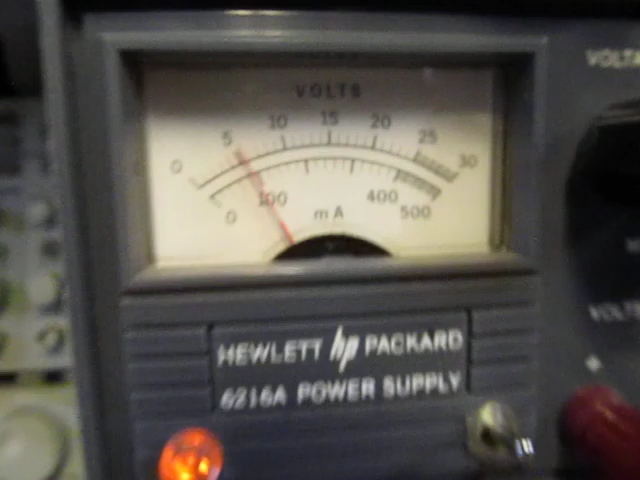 VOLTS
0 5 10 15 20 25 30
0 100 400 500
mA
HEWLETT hp PACKARD
6216A POWER SUPPLY
+